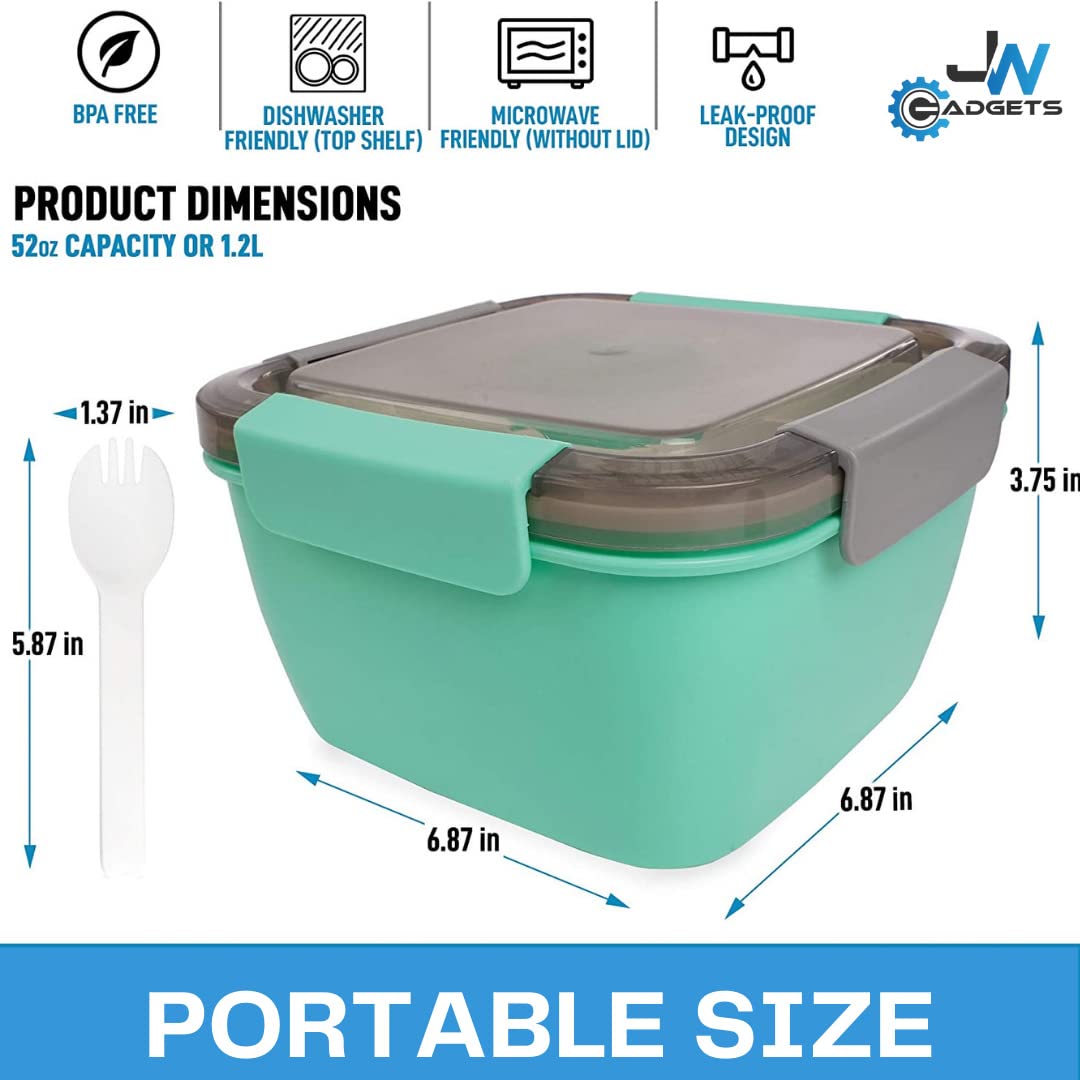 BPA FREE
DISHWASHER
FRIENDLY (TOP SHELF)
MICROWAVE
FRIENDLY (WITHOUT LID)
LEAK-PROOF
DESIGN
JW
GADGETS
PRODUCT DIMENSIONS
52oz CAPACITY OR 1.2L
1.37 in
5.87 in
3.75 in
6.87 in
6.87 in
PORTABLE SIZE